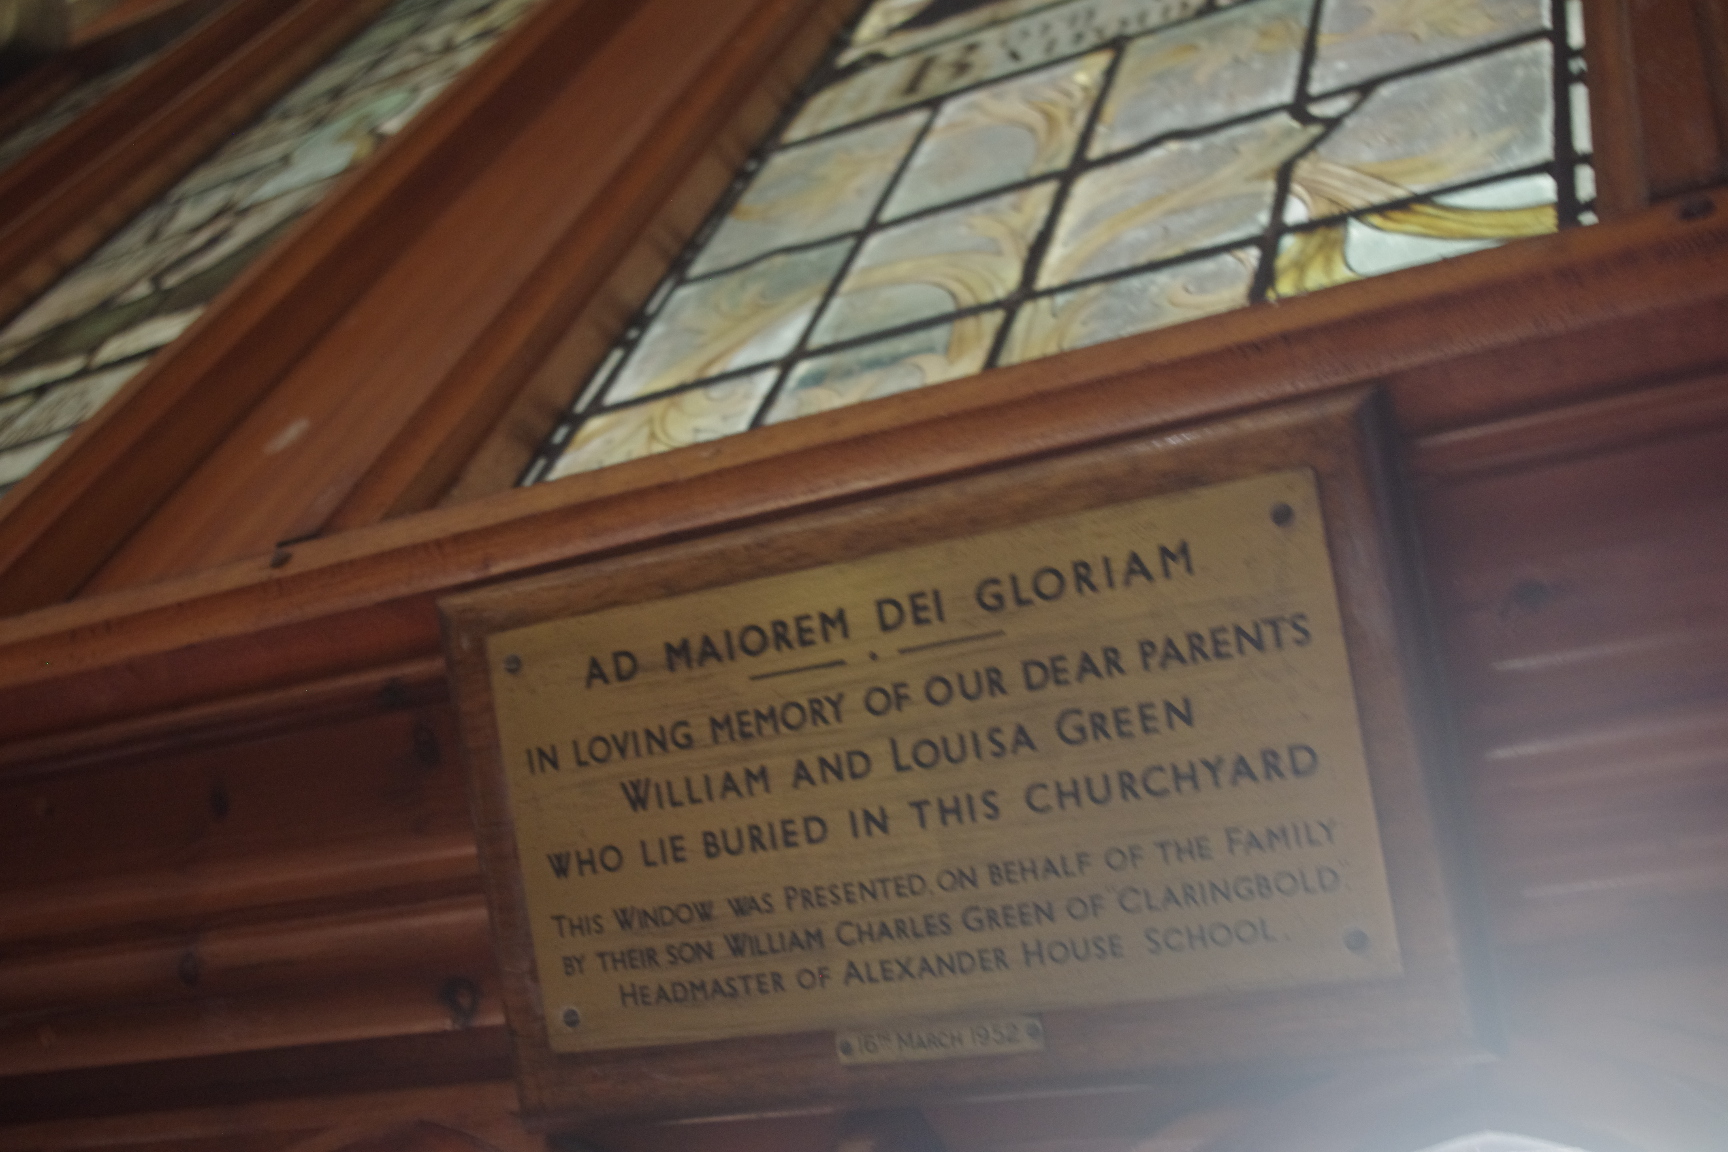 AD MAIOREM DEI GLORIAM
IN LOVING MEMORY OF OUR DEAR PARENTS
WILLIAM AND LOUISA GREEN
WHO LIE BURIED IN THIS CHURCHYARD
THIS WINDOW WAS PRESENTED, ON BEHALF OF THE FAMILY
BY THEIR SON WILLIAM CHARLES GREEN OF "CLARINGBOLD".
HEADMASTER OF ALEXANDER HOUSE SCHOOL.
16TH MARCH 1952